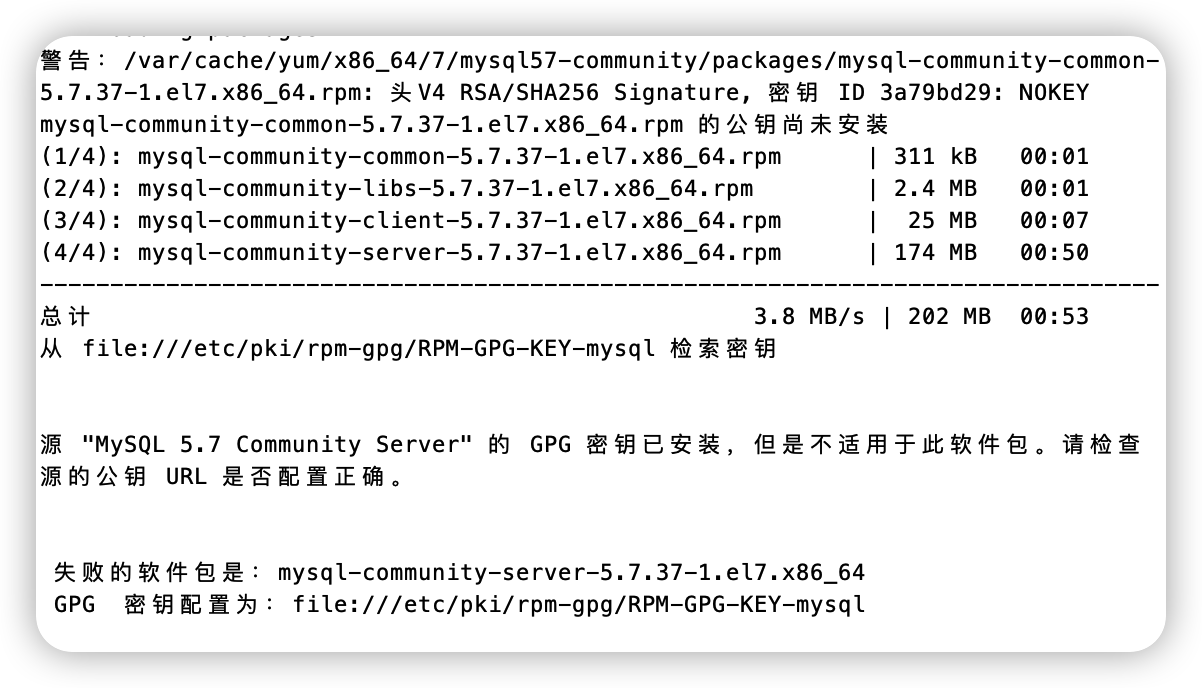 警告：/var/cache/yum/x86_64/7/mysql57-community/packages/mysql-community-common-
5.7.37-1.el7.x86_64.rpm: 头V4 RSA/SHA256 Signature, 密钥 ID 3a79bd29: NOKEY
mysql-community-common-5.7.37-1.el7.x86_64.rpm 的公钥尚未安装
(1/4): mysql-community-common-5.7.37-1.el7.x86_64.rpm | 311 kB 00:01
(2/4): mysql-community-libs-5.7.37-1.el7.x86_64.rpm | 2.4 MB 00:01
(3/4): mysql-community-client-5.7.37-1.el7.x86_64.rpm | 25 MB 00:07
(4/4): mysql-community-server-5.7.37-1.el7.x86_64.rpm | 174 MB 00:50
--------------------------------------------------------------------------------
总计 3.8 MB/s | 202 MB 00:53
从 file:///etc/pki/rpm-gpg/RPM-GPG-KEY-mysql 检索密钥
源 "MySQL 5.7 Community Server" 的 GPG 密钥已安装，但是不适用于此软件包。请检查
源的公钥 URL 是否配置正确。
失败的软件包是：mysql-community-server-5.7.37-1.el7.x86_64
GPG 密钥配置为：file:///etc/pki/rpm-gpg/RPM-GPG-KEY-mysql